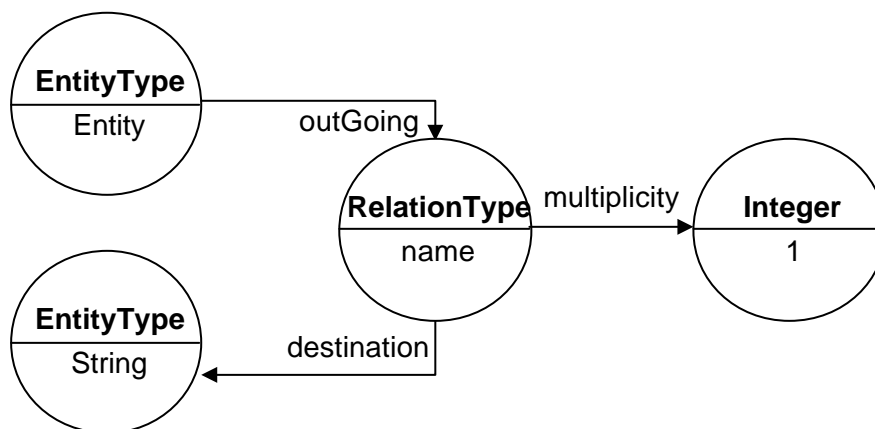 EntityType
Entity
outGoing
RelationType
name
multiplicity
Integer
1
EntityType
String
destination